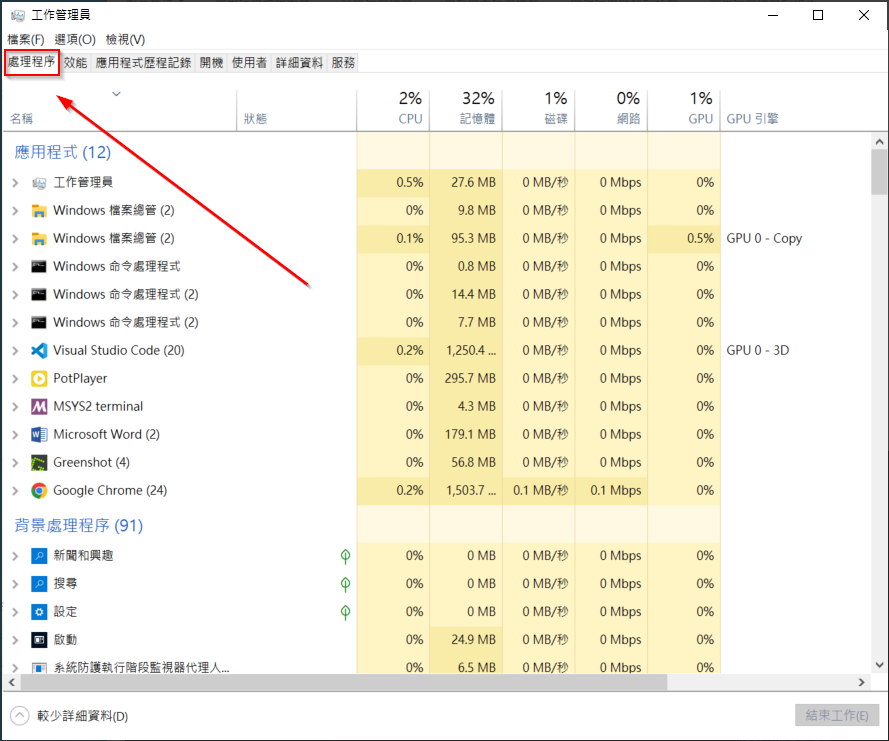 工作管理員
檔案(F) 選項(O) 檢視(V)
處理程序 效能 應用程式歷程記錄 開機 使用者 詳細資料 服務
2% 32% 1% 0% 1%
名稱 狀態 CPU 記憶體 磁碟 網路 GPU GPU 引擎
應用程式 (12)
工作管理員 0.5% 27.6 MB 0 MB/秒 0 Mbps 0%
Windows 檔案總管 (2) 0% 9.8 MB 0 MB/秒 0 Mbps 0%
Windows 檔案總管 (2) 0.1% 95.3 MB 0 MB/秒 0 Mbps 0.5% GPU 0 - Copy
Windows 命令處理程式 0% 0.8 MB 0 MB/秒 0 Mbps 0%
Windows 命令處理程式 (2) 0% 14.4 MB 0 MB/秒 0 Mbps 0%
Windows 命令處理程式 (2) 0% 7.7 MB 0 MB/秒 0 Mbps 0%
Visual Studio Code (20) 0.2% 1,250.4 ... 0 MB/秒 0 Mbps 0% GPU 0 - 3D
PotPlayer 0% 295.7 MB 0 MB/秒 0 Mbps 0%
MSYS2 terminal 0% 4.3 MB 0 MB/秒 0 Mbps 0%
Microsoft Word (2) 0% 179.1 MB 0 MB/秒 0 Mbps 0%
Greenshot (4) 0% 56.8 MB 0 MB/秒 0 Mbps 0%
Google Chrome (24) 0.2% 1,503.7 ... 0.1 MB/秒 0.1 Mbps 0%
背景處理程序 (91)
新聞和興趣 0% 0 MB 0 MB/秒 0 Mbps 0%
搜尋 0% 0 MB 0 MB/秒 0 Mbps 0%
設定 0% 0 MB 0 MB/秒 0 Mbps 0%
啟動 0% 24.9 MB 0 MB/秒 0 Mbps 0%
系統防護執行階段監視器代理人... 0% 6.5 MB 0 MB/秒 0 Mbps 0%
較少詳細資料(D) 結束工作(E)